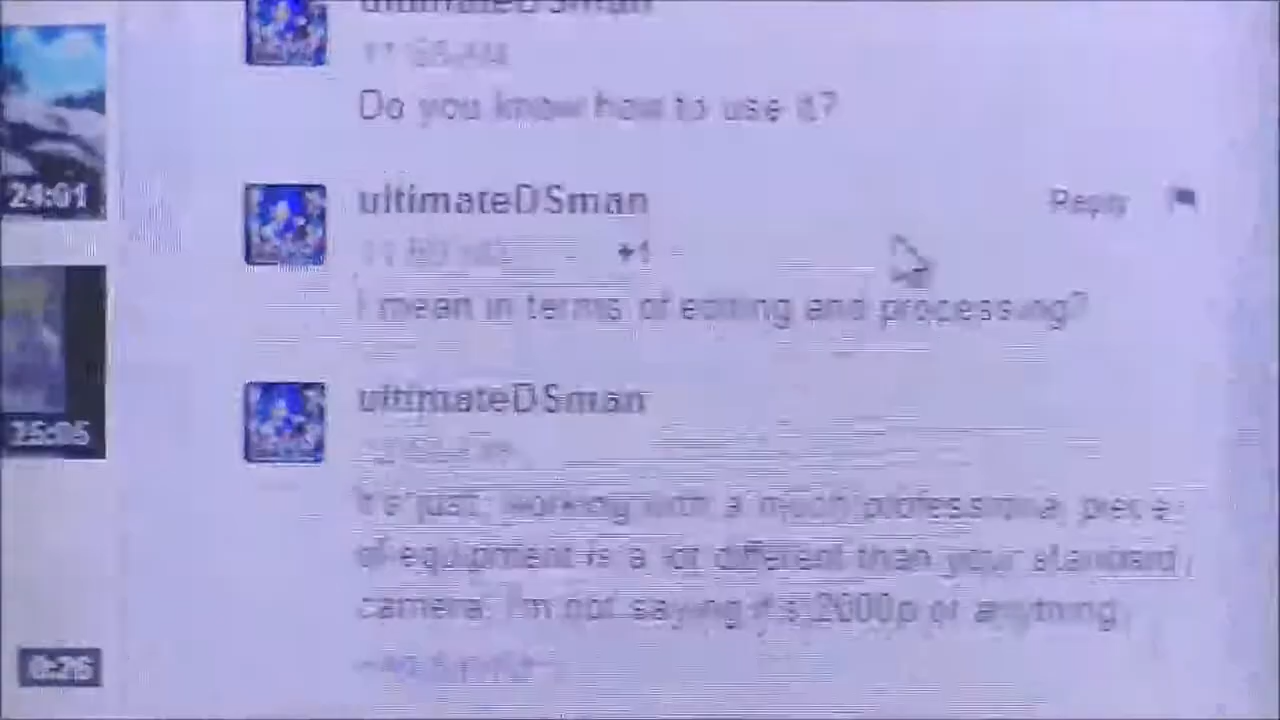 ultimateDSman
Do you know how to use it?
24:01
ultimateDSman
Reply
+1
I mean in terms of editing and processing?
ultimateDSman
It's just, working with a much professional piece
of equipment is a lot different than your standard
camera. I'm not saying it's 2000p or anything.
0:26